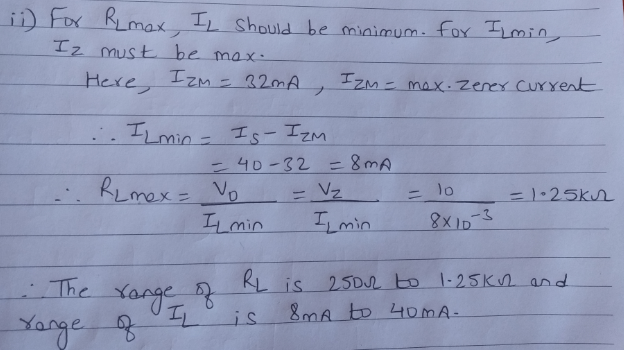 ii) For RLmax, IL should be minimum. For ILmin,
IZ must be max.
Here, IZM = 32mA , IZM = max. zener current
∴ ILmin = IS - IZM
= 40 - 32 = 8mA
∴ RLmax = VO / ILmin = VZ / ILmin = 10 / 8×10⁻³ = 1.25kΩ
∴ The range of RL is 250Ω to 1.25KΩ and
range of IL is 8mA to 40mA.